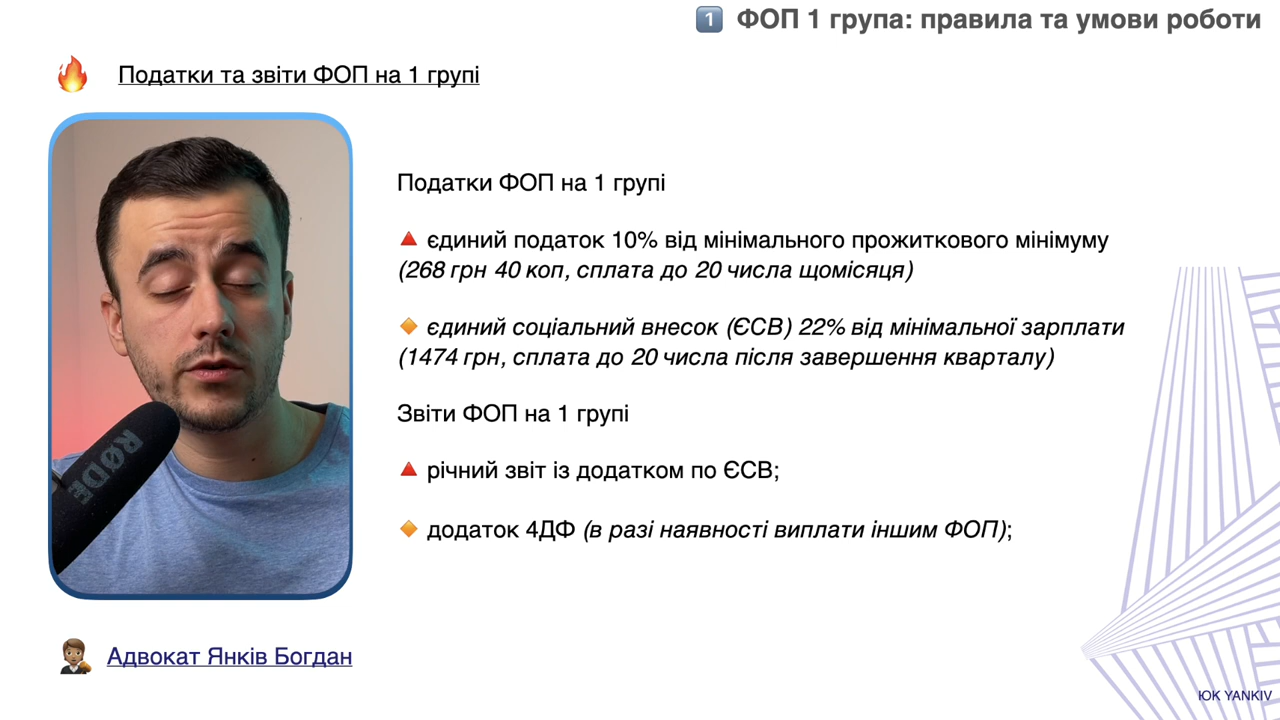 1 ФОП 1 група: правила та умови роботи
Податки та звіти ФОП на 1 групі
Податки ФОП на 1 групі
🔺 єдиний податок 10% від мінімального прожиткового мінімуму
(268 грн 40 коп, сплата до 20 числа щомісяця)
🔸 єдиний соціальний внесок (ЄСВ) 22% від мінімальної зарплати
(1474 грн, сплата до 20 числа після завершення кварталу)
Звіти ФОП на 1 групі
🔺 річний звіт із додатком по ЄСВ;
🔸 додаток 4ДФ (в разі наявності виплати іншим ФОП);
RØDE
Адвокат Янків Богдан
ЮК YANKIV